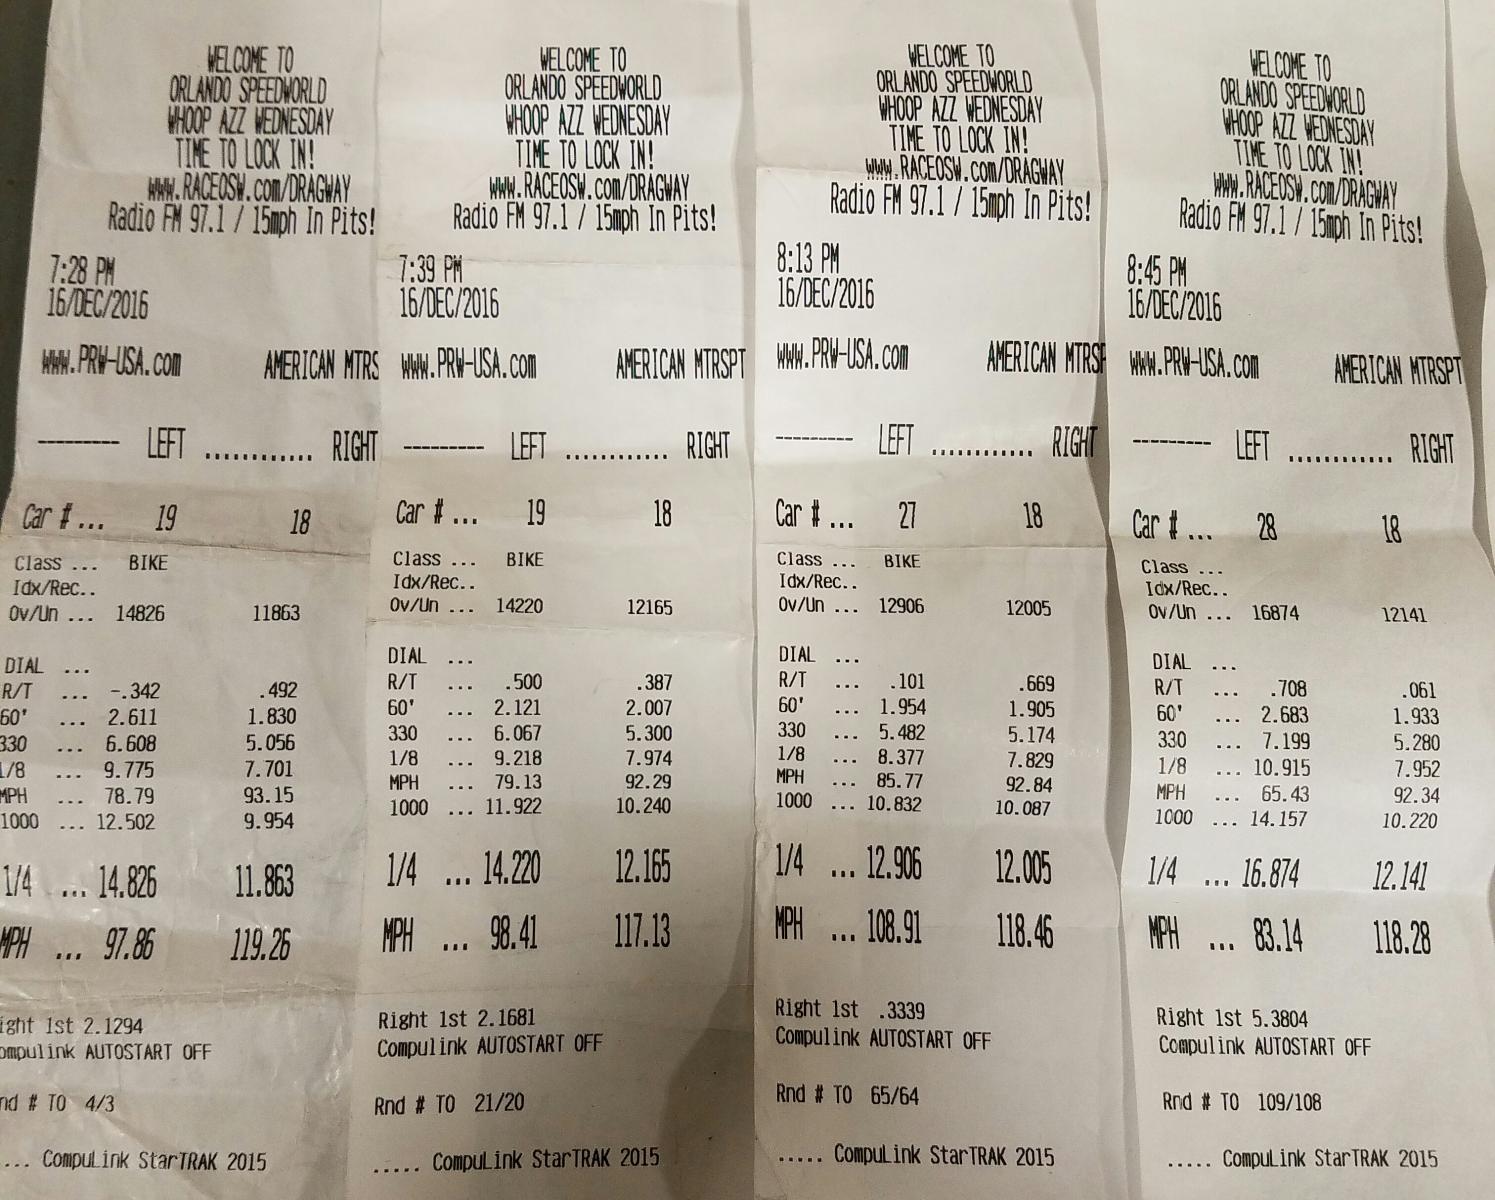 WELCOME TO
ORLANDO SPEEDWORLD
WHOOP AZZ WEDNESDAY
TIME TO LOCK IN!
www.RACEOSW.com/DRAGWAY
Radio FM 97.1 / 15mph In Pits!
7:28 PM
16/DEC/2016
www.PRW-USA.com AMERICAN MTRS
--------- LEFT ............ RIGHT
Car # ... 19 18
Class ... BIKE
Idx/Rec..
Ov/Un ... 14826 11863
DIAL ...
R/T ... -.342 .492
60' ... 2.611 1.830
330 ... 6.608 5.056
1/8 ... 9.775 7.701
MPH ... 78.79 93.15
1000 ... 12.502 9.954
1/4 ... 14.826 11.863
MPH ... 97.86 119.26
ight 1st 2.1294
ompulink AUTOSTART OFF
nd # TO 4/3
... CompuLink StarTRAK 2015
WELCOME TO
ORLANDO SPEEDWORLD
WHOOP AZZ WEDNESDAY
TIME TO LOCK IN!
www.RACEOSW.com/DRAGWAY
Radio FM 97.1 / 15mph In Pits!
7:39 PM
16/DEC/2016
www.PRW-USA.com AMERICAN MTRSPT
--------- LEFT ............ RIGHT
Car # ... 19 18
Class ... BIKE
Idx/Rec..
Ov/Un ... 14220 12165
DIAL ...
R/T ... .500 .387
60' ... 2.121 2.007
330 ... 6.067 5.300
1/8 ... 9.218 7.974
MPH ... 79.13 92.29
1000 ... 11.922 10.240
1/4 ... 14.220 12.165
MPH ... 98.41 117.13
Right 1st 2.1681
Compulink AUTOSTART OFF
Rnd # TO 21/20
..... CompuLink StarTRAK 2015
WELCOME TO
ORLANDO SPEEDWORLD
WHOOP AZZ WEDNESDAY
TIME TO LOCK IN!
www.RACEOSW.com/DRAGWAY
Radio FM 97.1 / 15mph In Pits!
8:13 PM
16/DEC/2016
www.PRW-USA.com AMERICAN MTRSP
--------- LEFT ............ RIGHT
Car # ... 27 18
Class ... BIKE
Idx/Rec..
Ov/Un ... 12906 12005
DIAL ...
R/T ... .101 .669
60' ... 1.954 1.905
330 ... 5.482 5.174
1/8 ... 8.377 7.829
MPH ... 85.77 92.84
1000 ... 10.832 10.087
1/4 ... 12.906 12.005
MPH ... 108.91 118.46
Right 1st .3339
Compulink AUTOSTART OFF
Rnd # TO 65/64
..... CompuLink StarTRAK 2015
WELCOME TO
ORLANDO SPEEDWORLD
WHOOP AZZ WEDNESDAY
TIME TO LOCK IN!
www.RACEOSW.com/DRAGWAY
Radio FM 97.1 / 15mph In Pits!
8:45 PM
16/DEC/2016
www.PRW-USA.com AMERICAN MTRSPT
--------- LEFT ............ RIGHT
Car # ... 28 18
Class ...
Idx/Rec..
Ov/Un ... 16874 12141
DIAL ...
R/T ... .708 .061
60' ... 2.683 1.933
330 ... 7.199 5.280
1/8 ... 10.915 7.952
MPH ... 65.43 92.34
1000 ... 14.157 10.220
1/4 ... 16.874 12.141
MPH ... 83.14 118.28
Right 1st 5.3804
Compulink AUTOSTART OFF
Rnd # TO 109/108
..... CompuLink StarTRAK 2015